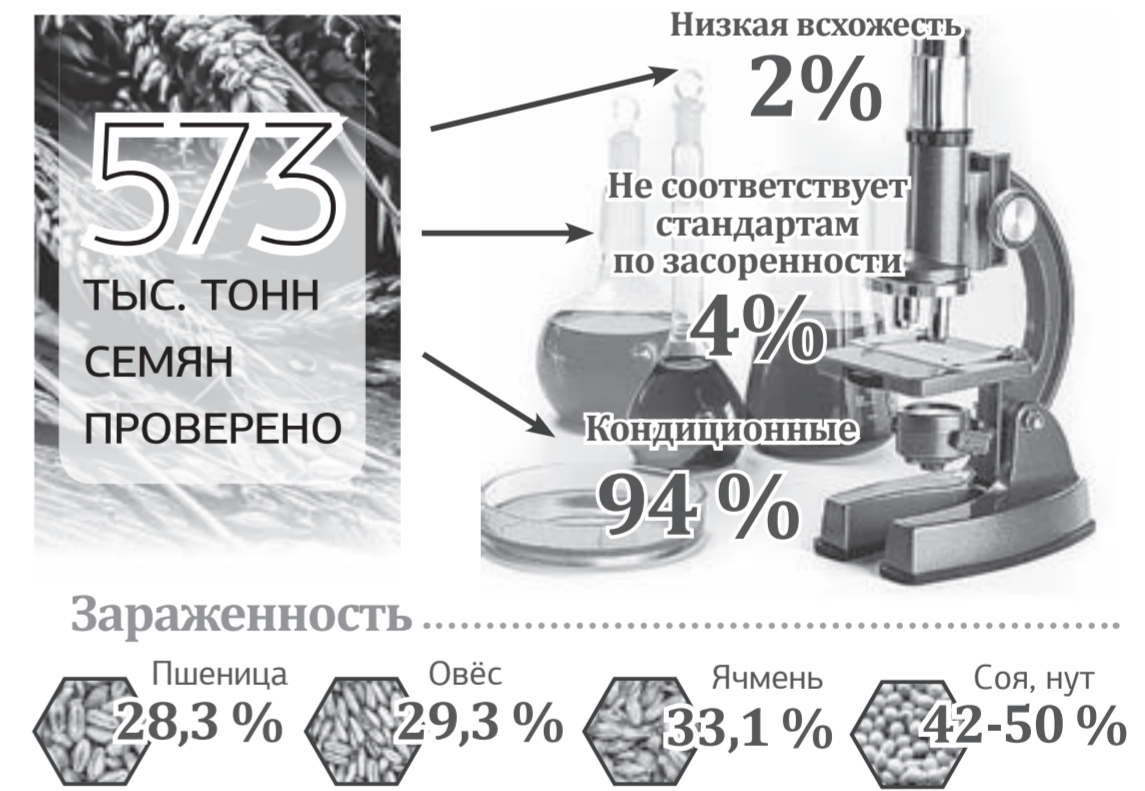 573
ТЫС. ТОНН
СЕМЯН
ПРОВЕРЕНО
Низкая всхожесть
2%
Не соответствует
стандартам
по засоренности
4%
Кондиционные
94 %
Зараженность
Пшеница
28,3 %
Овёс
29,3 %
Ячмень
33,1 %
Соя, нут
42-50 %